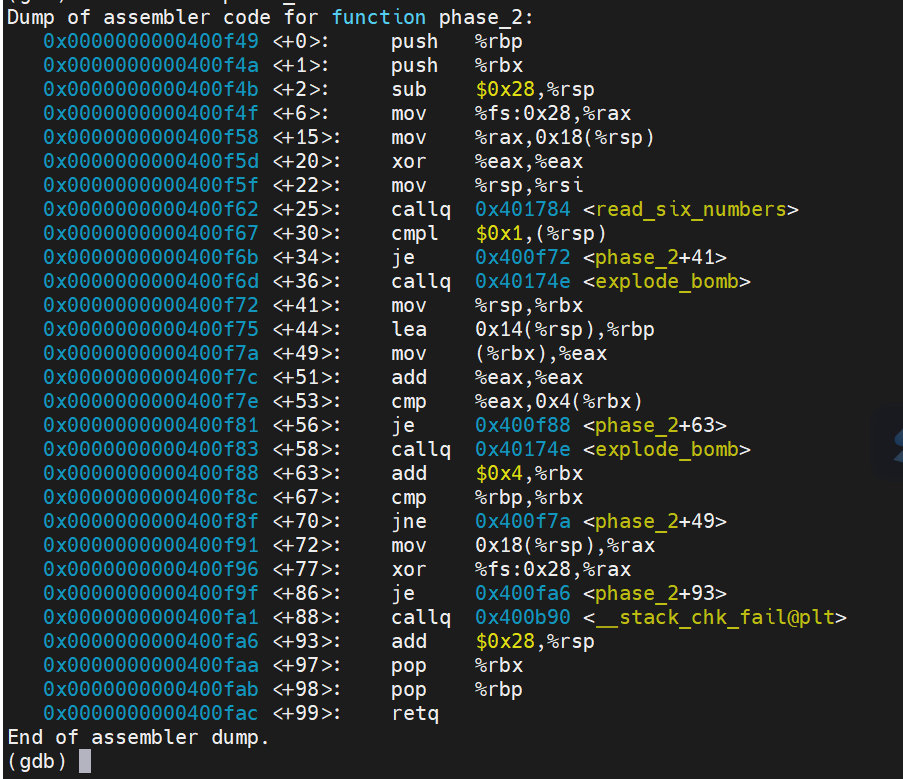 Dump of assembler code for function phase_2:
   0x0000000000400f49 <+0>:     push   %rbp
   0x0000000000400f4a <+1>:     push   %rbx
   0x0000000000400f4b <+2>:     sub    $0x28,%rsp
   0x0000000000400f4f <+6>:     mov    %fs:0x28,%rax
   0x0000000000400f58 <+15>:    mov    %rax,0x18(%rsp)
   0x0000000000400f5d <+20>:    xor    %eax,%eax
   0x0000000000400f5f <+22>:    mov    %rsp,%rsi
   0x0000000000400f62 <+25>:    callq  0x401784 <read_six_numbers>
   0x0000000000400f67 <+30>:    cmpl   $0x1,(%rsp)
   0x0000000000400f6b <+34>:    je     0x400f72 <phase_2+41>
   0x0000000000400f6d <+36>:    callq  0x40174e <explode_bomb>
   0x0000000000400f72 <+41>:    mov    %rsp,%rbx
   0x0000000000400f75 <+44>:    lea    0x14(%rsp),%rbp
   0x0000000000400f7a <+49>:    mov    (%rbx),%eax
   0x0000000000400f7c <+51>:    add    %eax,%eax
   0x0000000000400f7e <+53>:    cmp    %eax,0x4(%rbx)
   0x0000000000400f81 <+56>:    je     0x400f88 <phase_2+63>
   0x0000000000400f83 <+58>:    callq  0x40174e <explode_bomb>
   0x0000000000400f88 <+63>:    add    $0x4,%rbx
   0x0000000000400f8c <+67>:    cmp    %rbp,%rbx
   0x0000000000400f8f <+70>:    jne    0x400f7a <phase_2+49>
   0x0000000000400f91 <+72>:    mov    0x18(%rsp),%rax
   0x0000000000400f96 <+77>:    xor    %fs:0x28,%rax
   0x0000000000400f9f <+86>:    je     0x400fa6 <phase_2+93>
   0x0000000000400fa1 <+88>:    callq  0x400b90 <__stack_chk_fail@plt>
   0x0000000000400fa6 <+93>:    add    $0x28,%rsp
   0x0000000000400faa <+97>:    pop    %rbx
   0x0000000000400fab <+98>:    pop    %rbp
   0x0000000000400fac <+99>:    retq
End of assembler dump.
(gdb)